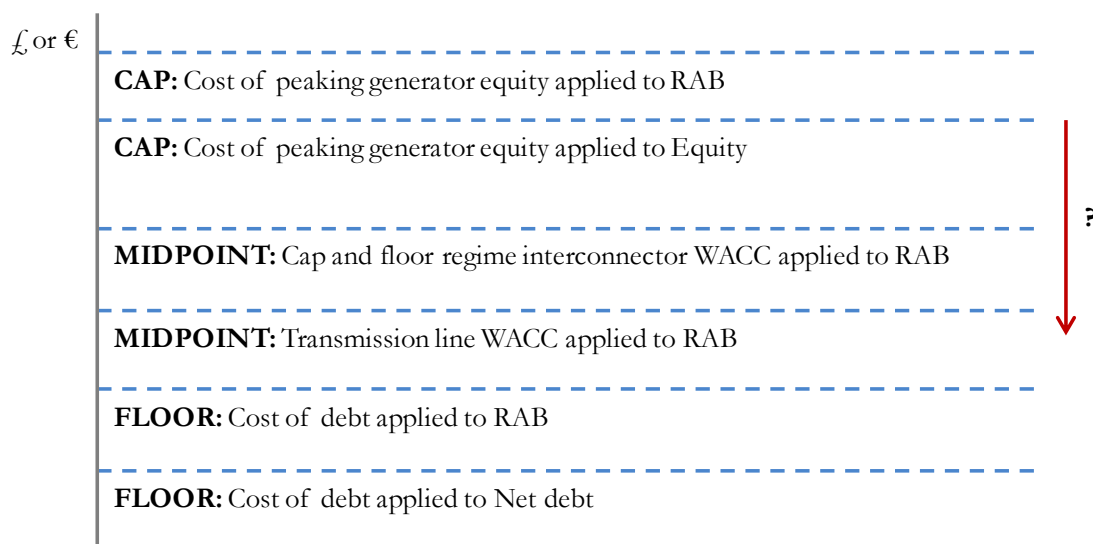 £ or €
CAP: Cost of peaking generator equity applied to RAB
CAP: Cost of peaking generator equity applied to Equity
?
MIDPOINT: Cap and floor regime interconnector WACC applied to RAB
MIDPOINT: Transmission line WACC applied to RAB
FLOOR: Cost of debt applied to RAB
FLOOR: Cost of debt applied to Net debt